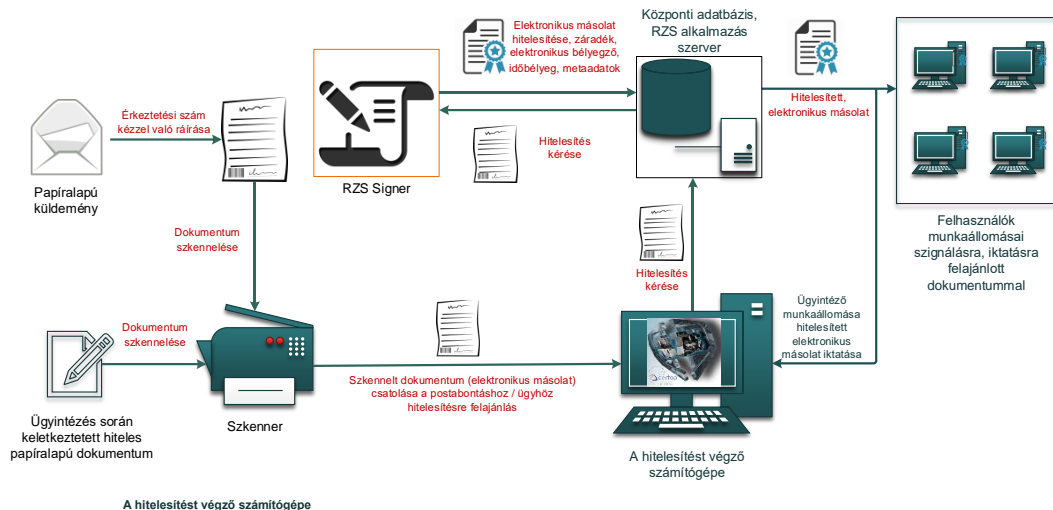 Elektronikus másolat
hitelesítése, záradék,
elektronikus bélyegző,
időbélyeg, metaadatok
Központi adatbázis,
RZS alkalmazás
szerver
Érkeztetési szám
kézzel való ráírása
Hitelesített,
elektronikus másolat
Hitelesítés
kérése
Papíralapú
küldemény
RZS Signer
Felhasználók
munkaállomásai
szignálásra, iktatásra
felajánlott
dokumentummal
Dokumentum
szkennelése
Hitelesítés
kérése
Ügyintéző
munkaállomása
hitelesített
elektronikus
másolat iktatása
Dokumentum
szkennelése
Szkennelt dokumentum (elektronikus másolat)
csatolása a postabontáshoz / ügyhöz
hitelesítésre felajánlás
Ügyintézés során
keletkeztetett hiteles
papíralapú dokumentum
Szkenner
A hitelesítést végző
számítógépe
A hitelesítést végző számítógépe